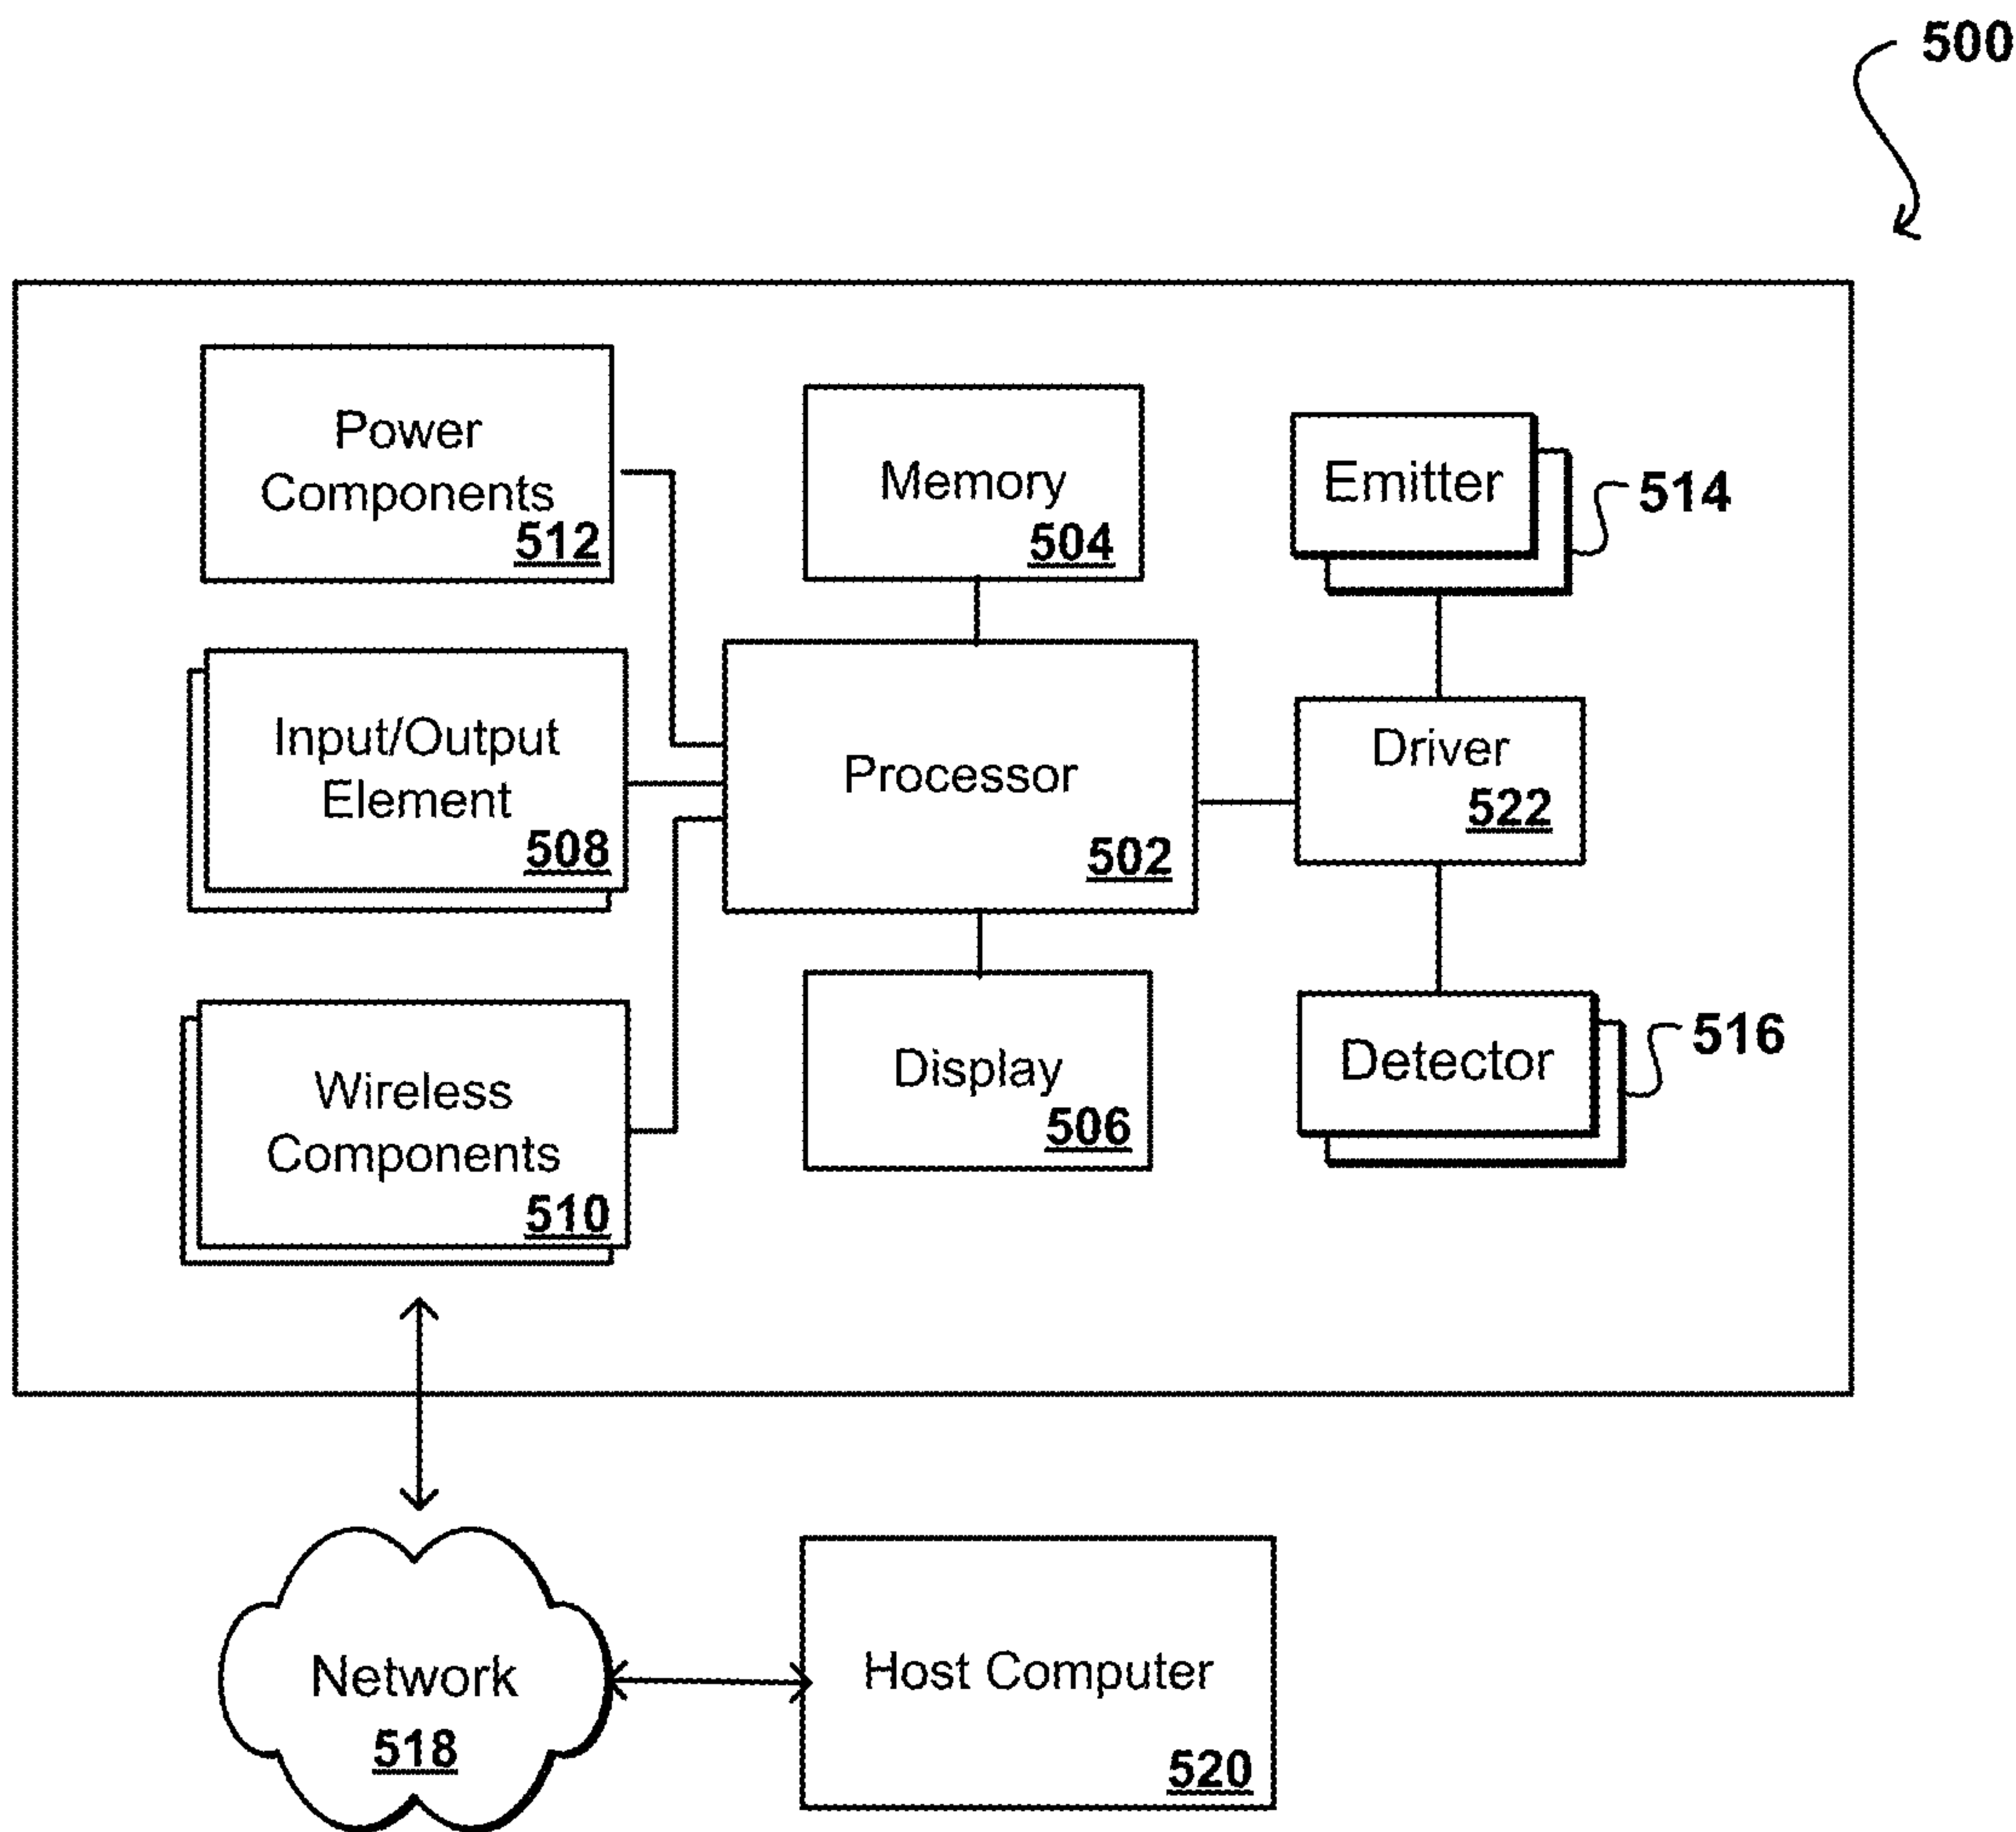 500
Power
Components
512
Memory
504
Emitter
514
Input/Output
Element
508
Processor
502
Driver
522
Wireless
Components
510
Display
506
Detector
516
Network
518
Host Computer
520